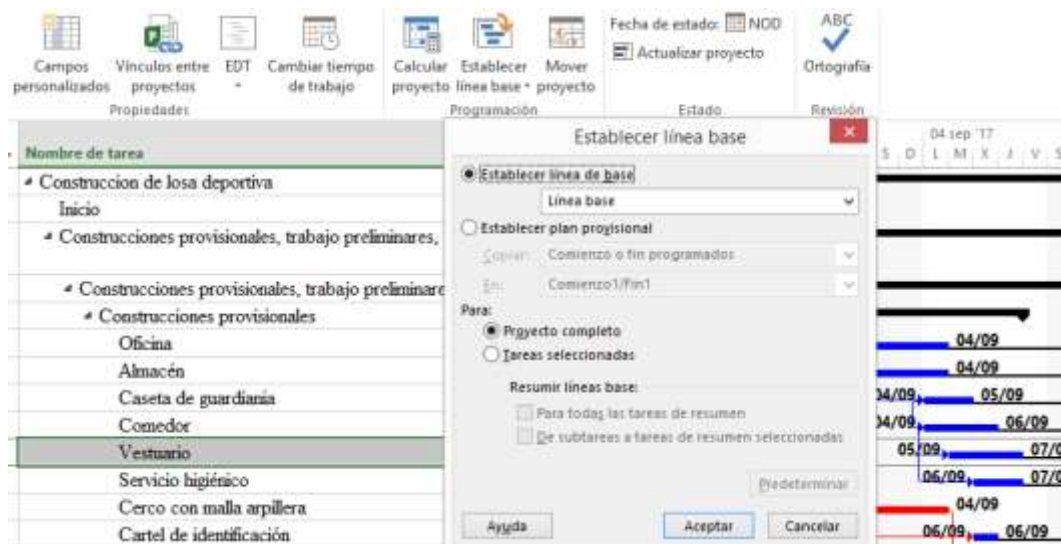 Campos personalizados
Vínculos entre proyectos
EDT
Cambiar tiempo de trabajo
Propiedades
Calcular proyecto
Establecer línea base
Mover proyecto
Programación
Fecha de estado: NOD
Actualizar proyecto
Estado
ABC
Ortografía
Revisión
Nombre de tarea
Construccion de losa deportiva
Inicio
Construcciones provisionales, trabajo preliminares,
Construcciones provisionales, trabajo preliminare
Construcciones provisionales
Oficina
Almacén
Caseta de guardiania
Comedor
Vestuario
Servicio higiénico
Cerco con malla arpillera
Cartel de identificación
Establecer línea base
Establecer línea de base
Línea base
Establecer plan provisional
Copiar: Comienzo o fin programados
En: Comienzo1/Fin1
Para:
Proyecto completo
Tareas seleccionadas
Resumir líneas base:
Para todas las tareas de resumen
De subtareas a tareas de resumen seleccionadas
Predeterminar
Ayuda
Aceptar
Cancelar
04 sep '17
S D L M X J V S
04/09
04/09
04/09 05/09
04/09 06/09
05/09 07/0
06/09 07/0
04/09
06/09 06/09